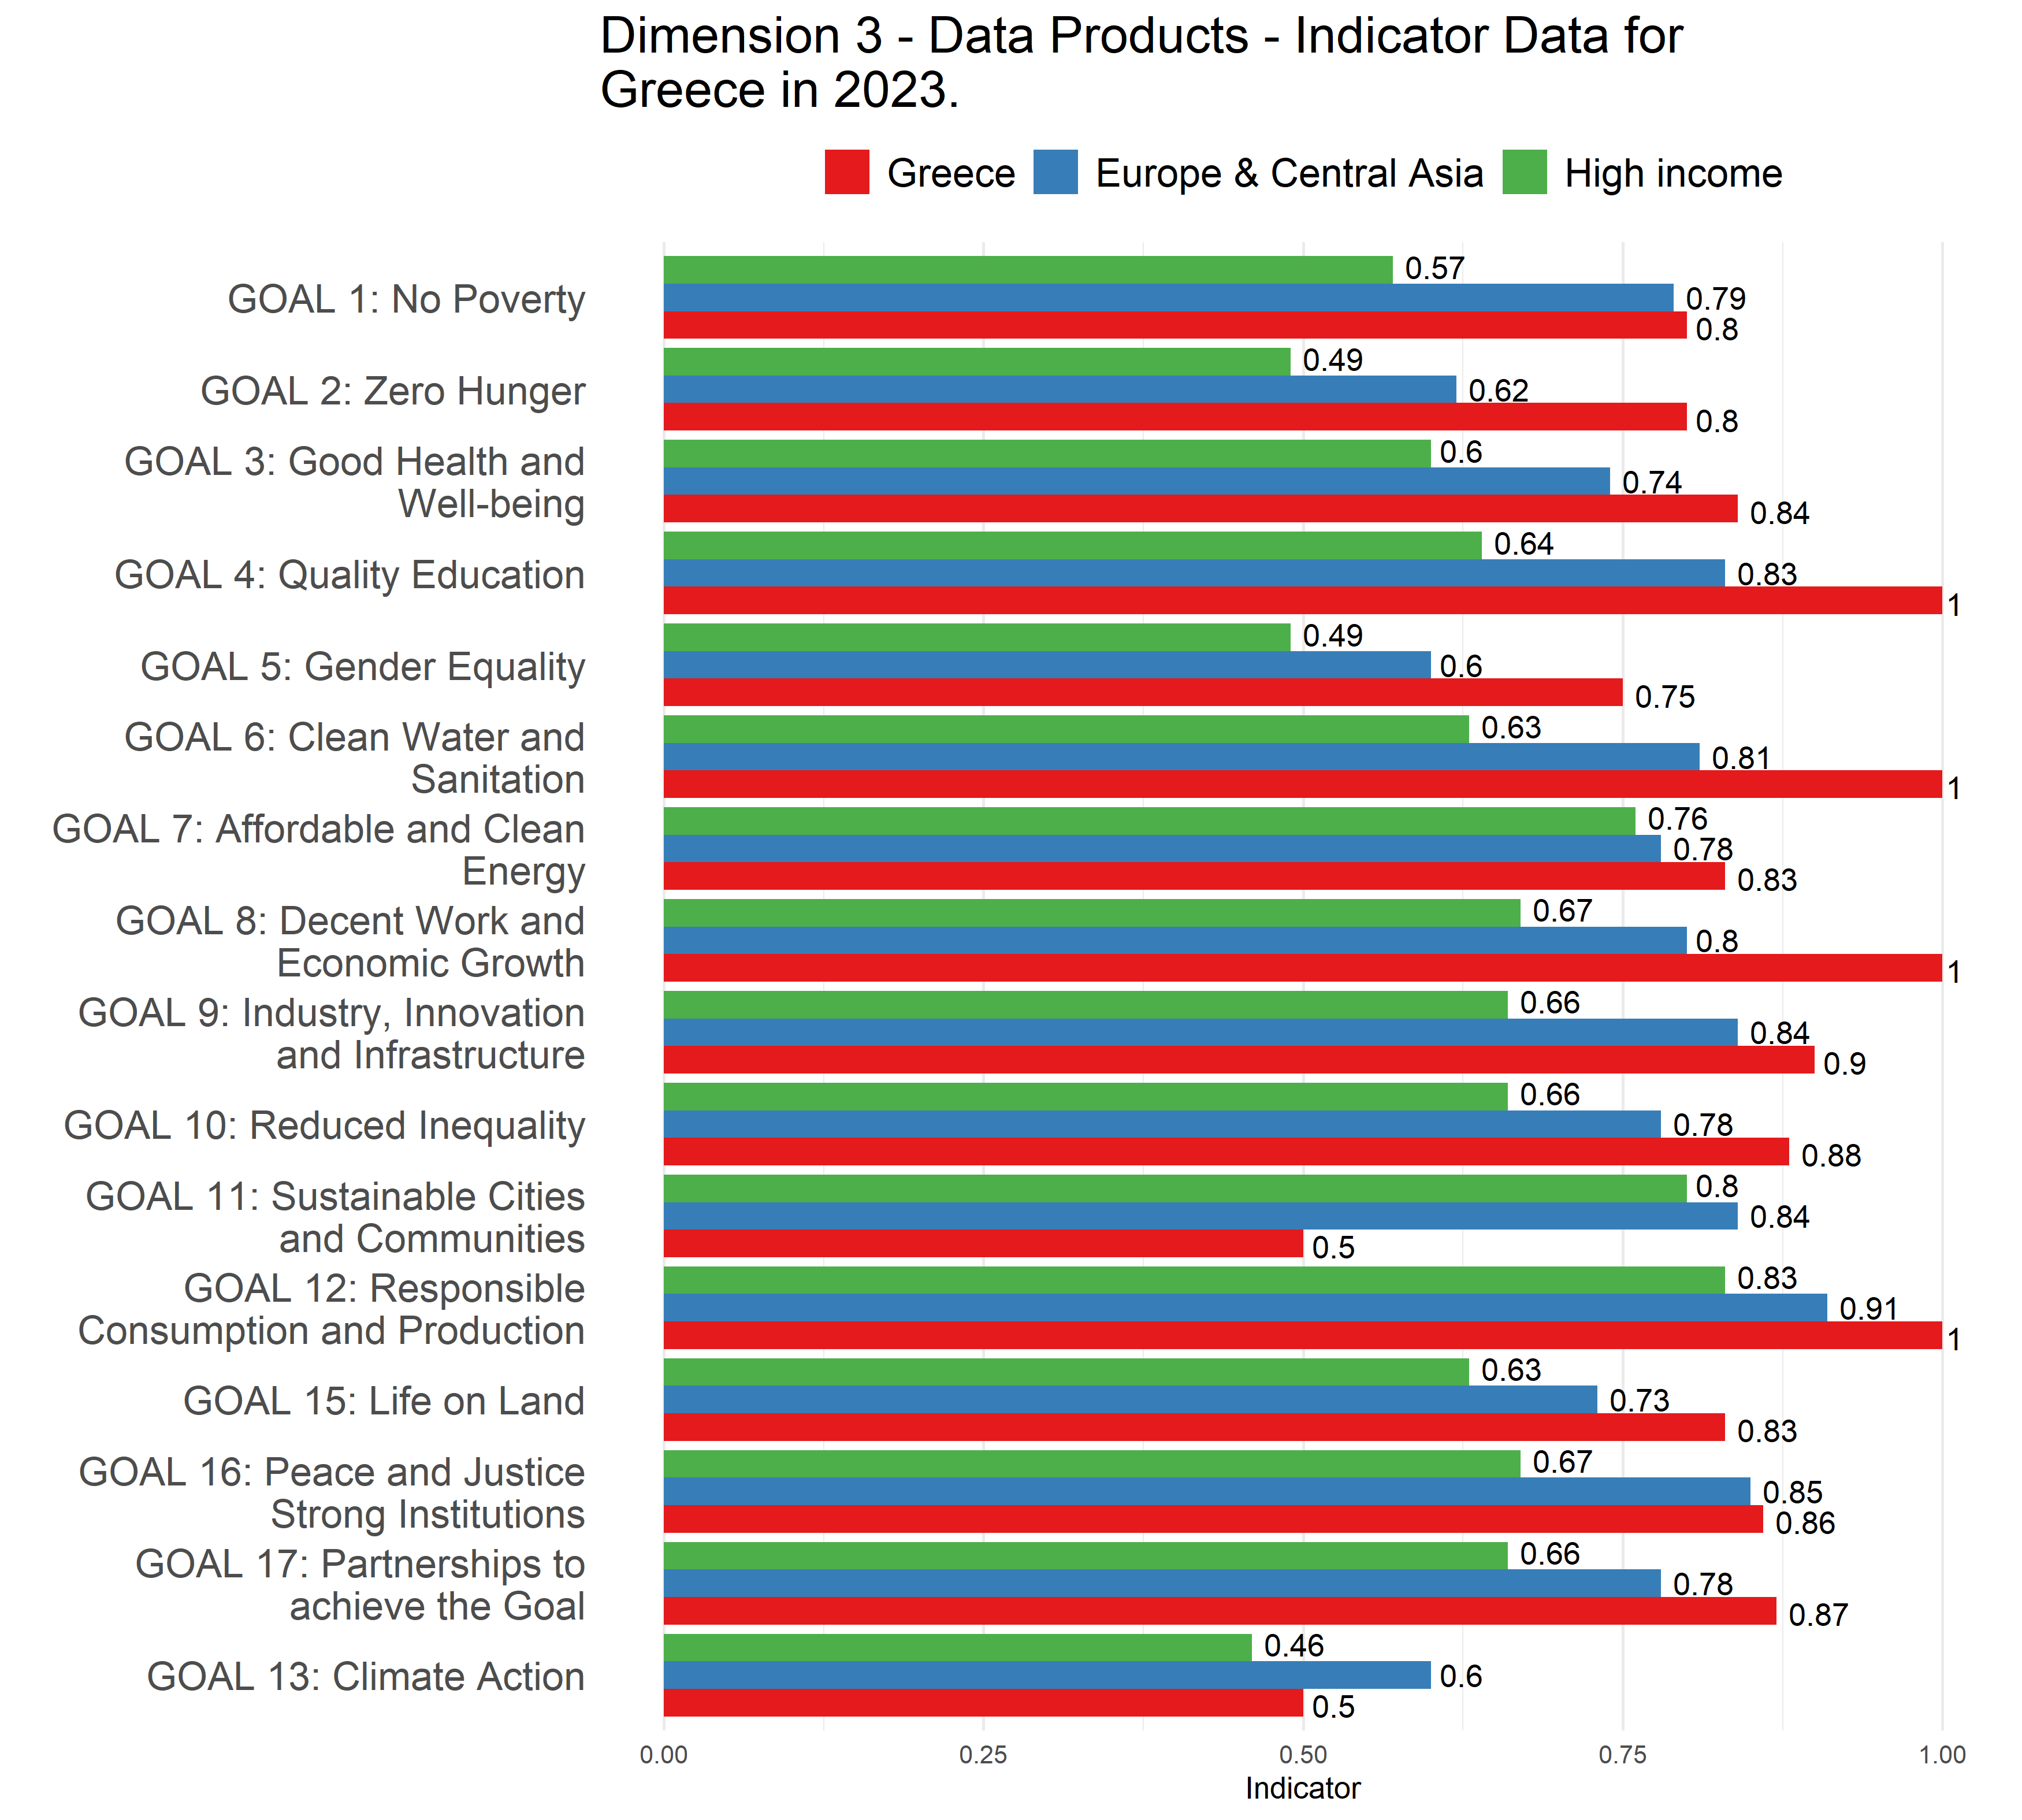 Dimension 3 - Data Products - Indicator Data for
Greece in 2023.
Greece
Europe & Central Asia
High income
GOAL 1: No Poverty
0.57
0.79
0.8
GOAL 2: Zero Hunger
0.49
0.62
0.8
GOAL 3: Good Health and
Well-being
0.6
0.74
0.84
GOAL 4: Quality Education
0.64
0.83
1
GOAL 5: Gender Equality
0.49
0.6
0.75
GOAL 6: Clean Water and
Sanitation
0.63
0.81
1
GOAL 7: Affordable and Clean
Energy
0.76
0.78
0.83
GOAL 8: Decent Work and
Economic Growth
0.67
0.8
1
GOAL 9: Industry, Innovation
and Infrastructure
0.66
0.84
0.9
GOAL 10: Reduced Inequality
0.66
0.78
0.88
GOAL 11: Sustainable Cities
and Communities
0.8
0.84
0.5
GOAL 12: Responsible
Consumption and Production
0.83
0.91
1
GOAL 15: Life on Land
0.63
0.73
0.83
GOAL 16: Peace and Justice
Strong Institutions
0.67
0.85
0.86
GOAL 17: Partnerships to
achieve the Goal
0.66
0.78
0.87
GOAL 13: Climate Action
0.46
0.6
0.5
0.00
0.25
0.50
0.75
1.00
Indicator